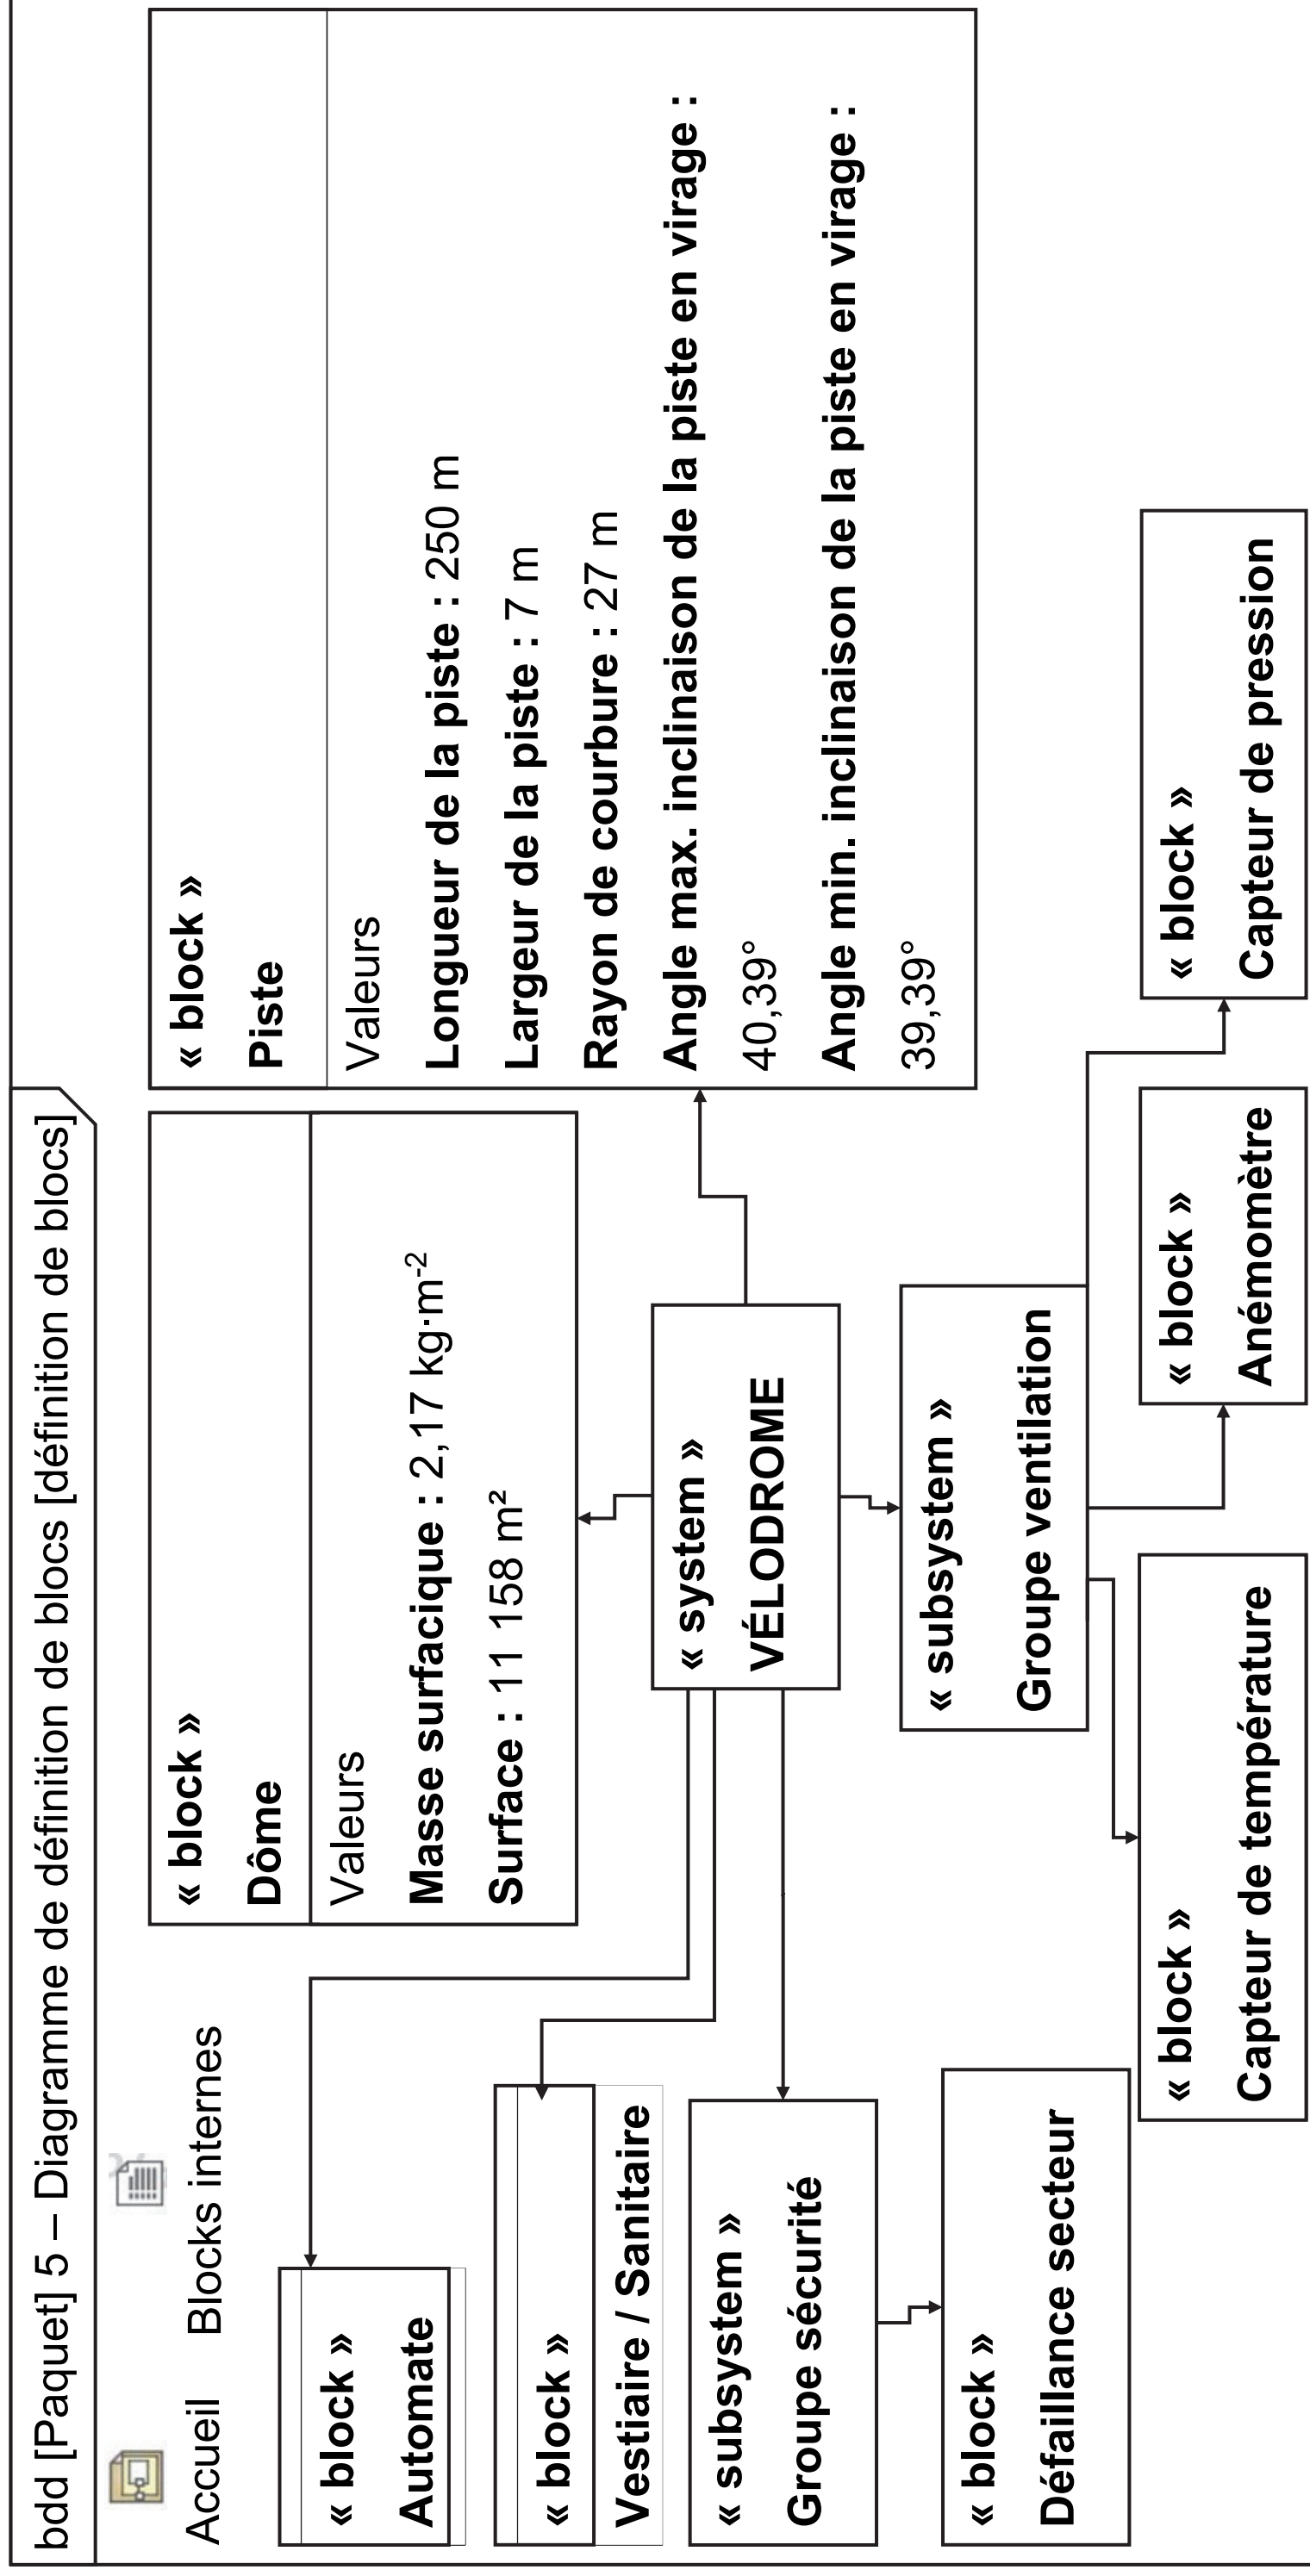 bdd [Paquet] 5 – Diagramme de définition de blocs [définition de blocs]
Accueil
Blocks internes
« block »
Automate
« block »
Vestiaire / Sanitaire
« subsystem »
Groupe sécurité
« block »
Défaillance secteur
« block »
Dôme
Valeurs
Masse surfacique : 2,17 kg·m⁻²
Surface : 11 158 m²
« system »
VÉLODROME
« subsystem »
Groupe ventilation
« block »
Capteur de température
« block »
Anémomètre
« block »
Capteur de pression
« block »
Piste
Valeurs
Longueur de la piste : 250 m
Largeur de la piste : 7 m
Rayon de courbure : 27 m
Angle max. inclinaison de la piste en virage :
40,39°
Angle min. inclinaison de la piste en virage :
39,39°